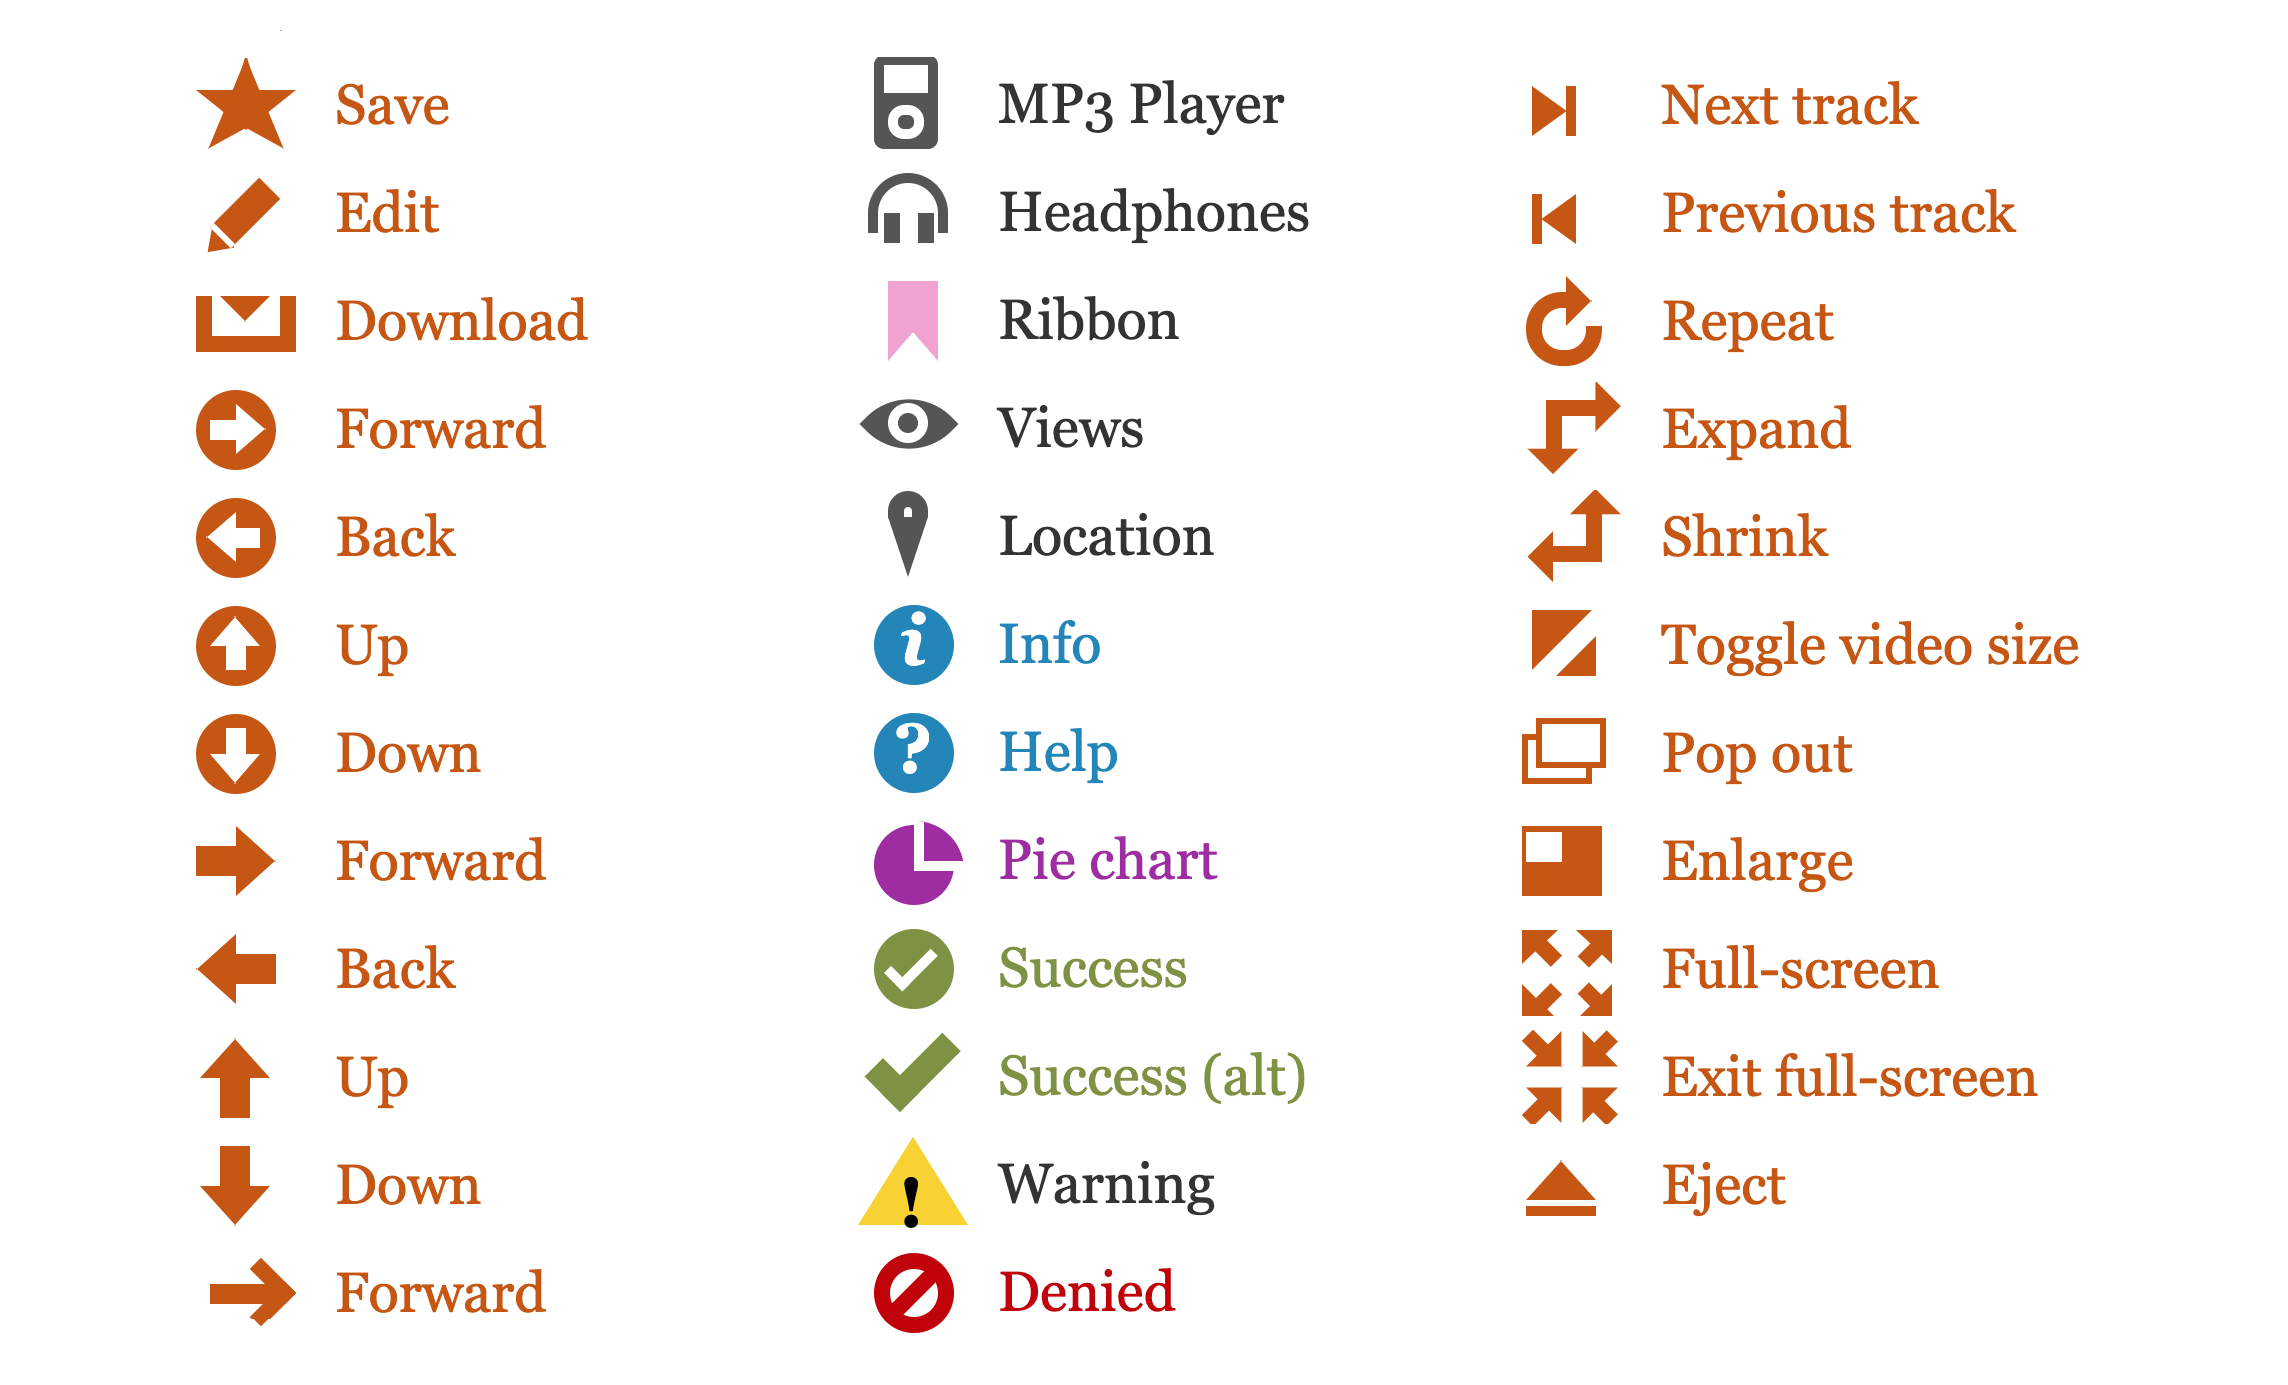 Save
Edit
Download
Forward
Back
Up
Down
Forward
Back
Up
Down
Forward
MP3 Player
Headphones
Ribbon
Views
Location
i Info
? Help
Pie chart
Success
Success (alt)
! Warning
Denied
Next track
Previous track
Repeat
Expand
Shrink
Toggle video size
Pop out
Enlarge
Full-screen
Exit full-screen
Eject